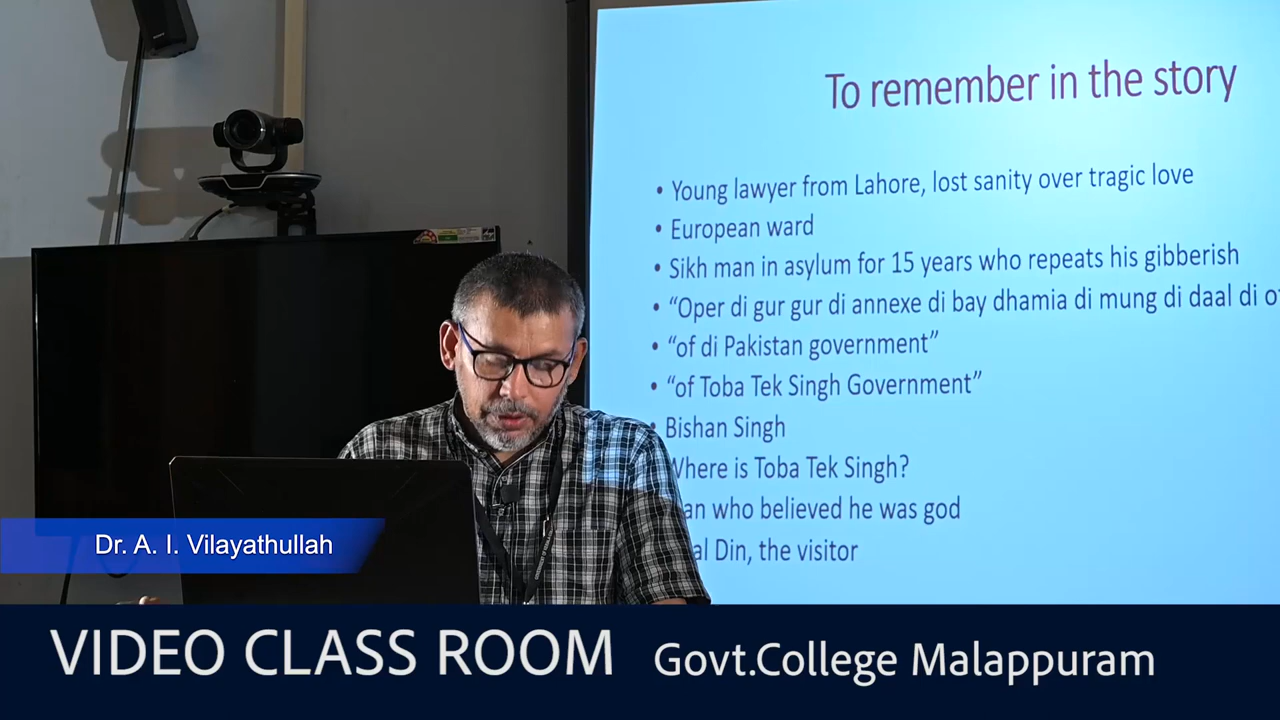 To remember in the story
• Young lawyer from Lahore, lost sanity over tragic love
• European ward
• Sikh man in asylum for 15 years who repeats his gibberish
• “Oper di gur gur di annexe di bay dhamia di mung di daal di
• “of di Pakistan government”
• “of Toba Tek Singh Government”
• Bishan Singh
Where is Toba Tek Singh?
who believed he was god
Din, the visitor
Dr. A. I. Vilayathullah
VIDEO CLASS ROOM Govt.College Malappuram